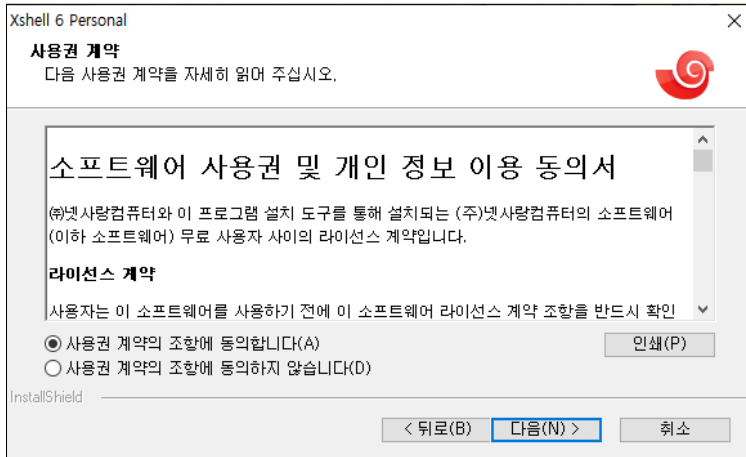 Xshell 6 Personal
사용권 계약
다음 사용권 계약을 자세히 읽어 주십시오.
소프트웨어 사용권 및 개인 정보 이용 동의서
㈜넷사랑컴퓨터와 이 프로그램 설치 도구를 통해 설치되는 (주)넷사랑컴퓨터의 소프트웨어
(이하 소프트웨어) 무료 사용자 사이의 라이선스 계약입니다.
라이선스 계약
사용자는 이 소프트웨어를 사용하기 전에 이 소프트웨어 라이선스 계약 조항을 반드시 확인
사용권 계약의 조항에 동의합니다(A)
인쇄(P)
사용권 계약의 조항에 동의하지 않습니다(D)
InstallShield
< 뒤로(B) 다음(N) > 취소